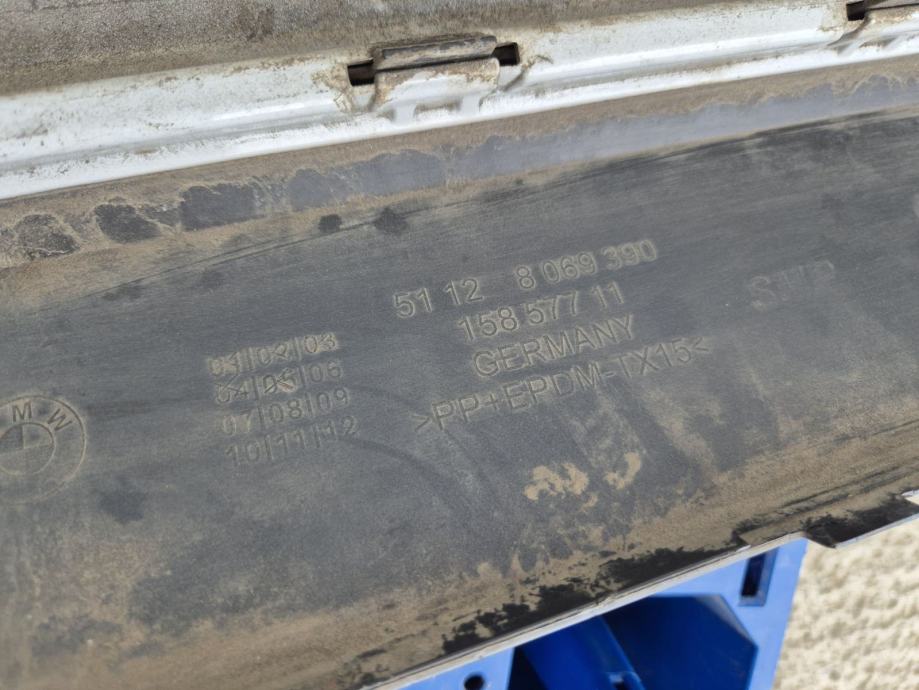 51 12 8 069 390
158 577 11
GERMANY
>PP+EPDM-TX15<
01|02|03
04|05|06
07|08|09
10|11|12
BMW